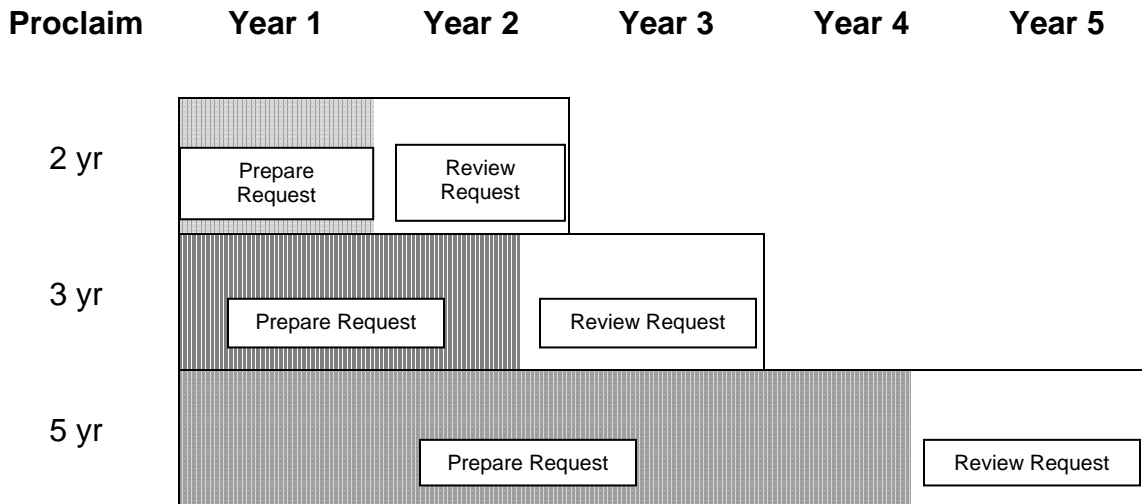 Proclaim Year 1 Year 2 Year 3 Year 4 Year 5
2 yr
Prepare
Request
Review
Request
3 yr
Prepare Request
Review Request
5 yr
Prepare Request
Review Request